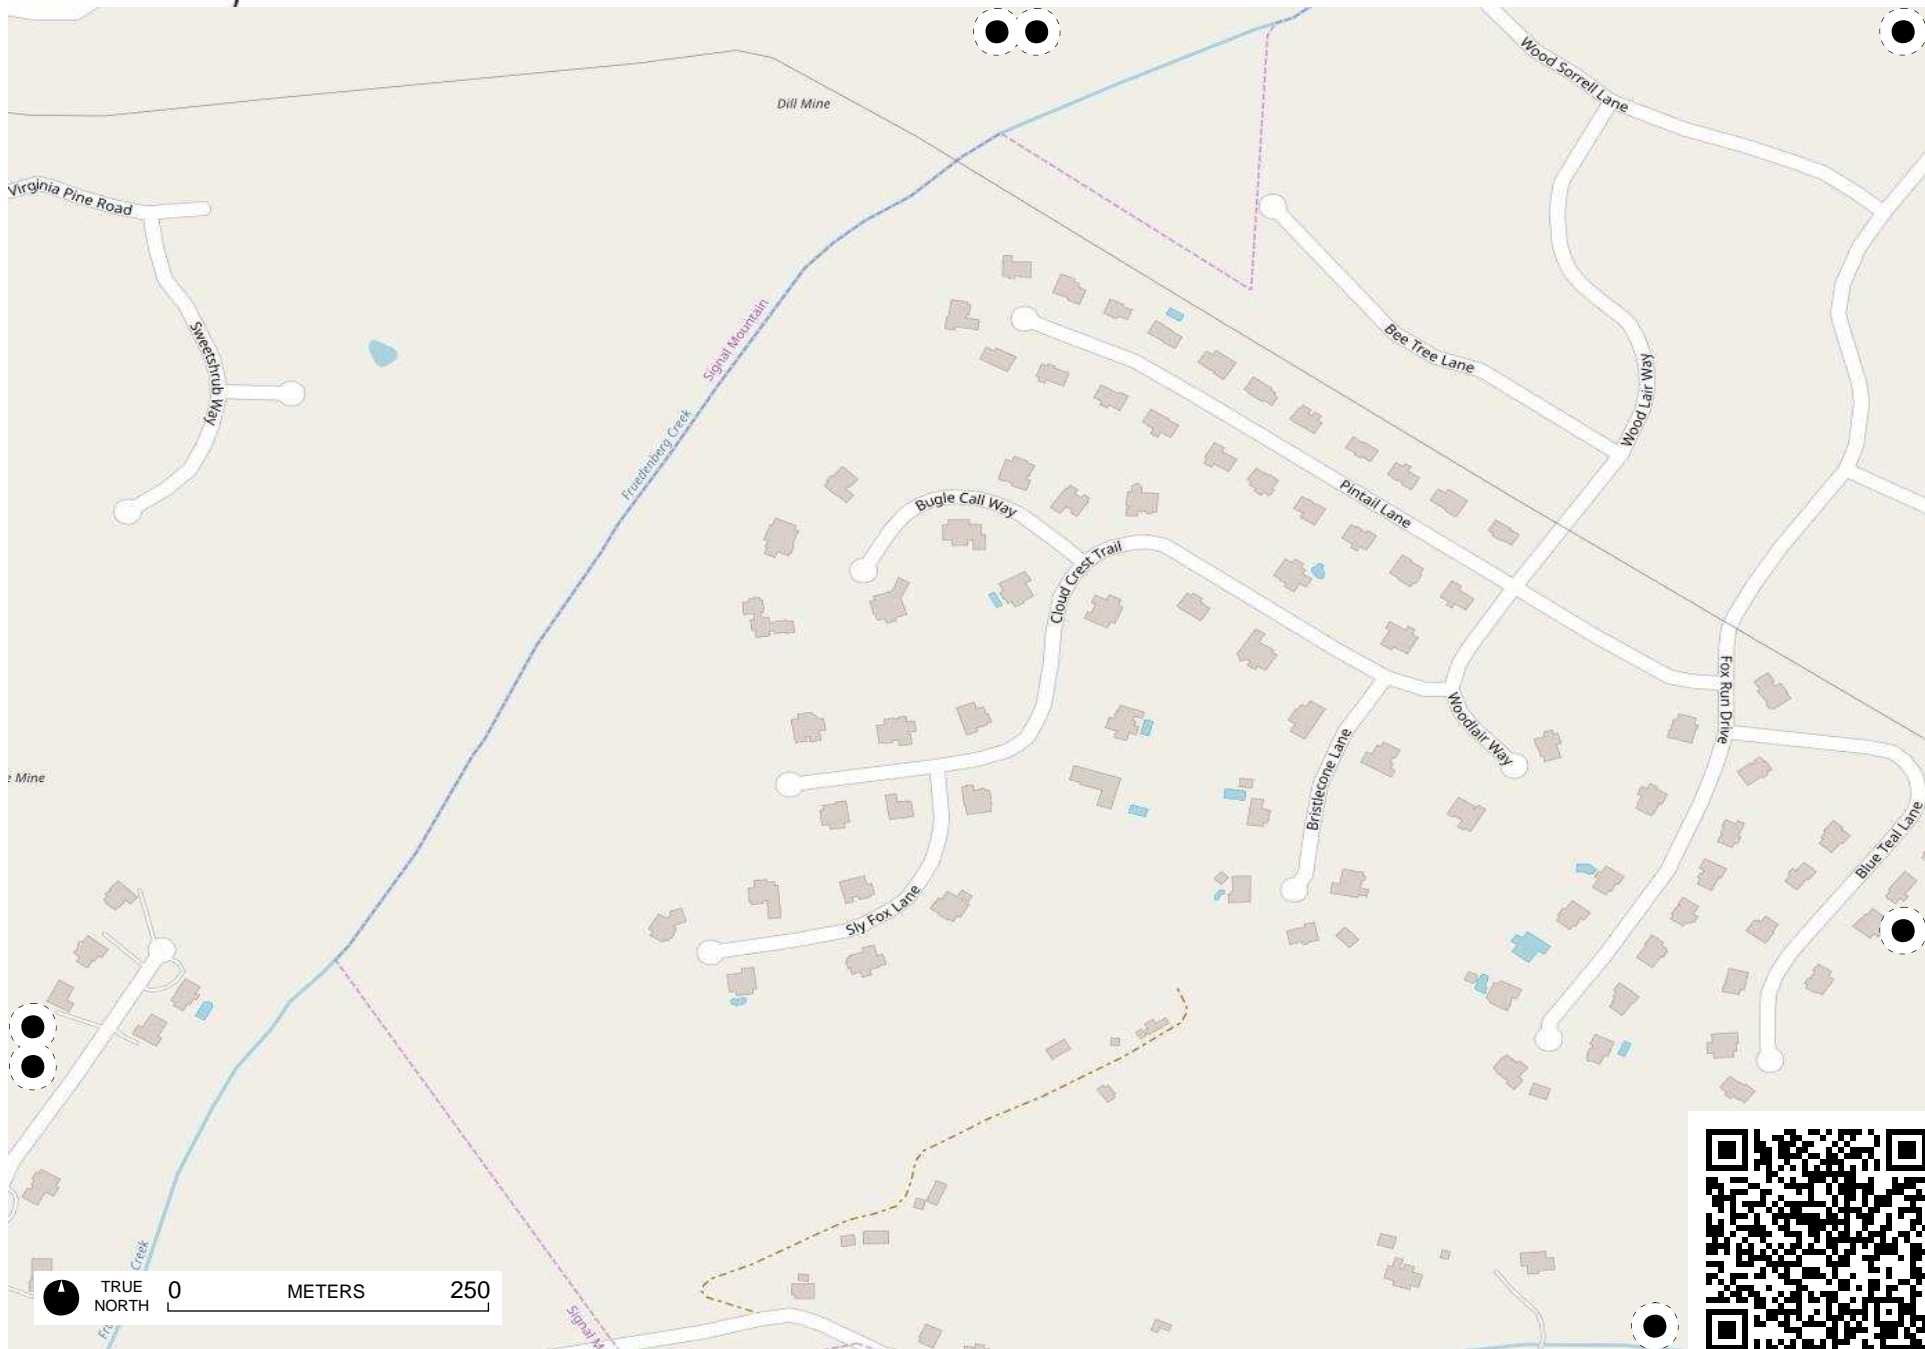 Wood Sorrell Lane
Dill Mine
Virginia Pine Road
Signal Mountain
Sweetshrub Way
Bee Tree Lane
Wood Lair Way
Fruedenberg Creek
Pintail Lane
Bugle Call Way
Cloud Crest Trail
Fox Run Drive
Woodlair Way
Bristlecone Lane
e Mine
Blue Teal Lane
Sly Fox Lane
Creek
TRUE
NORTH
0 METERS 250
Fru
Signal M